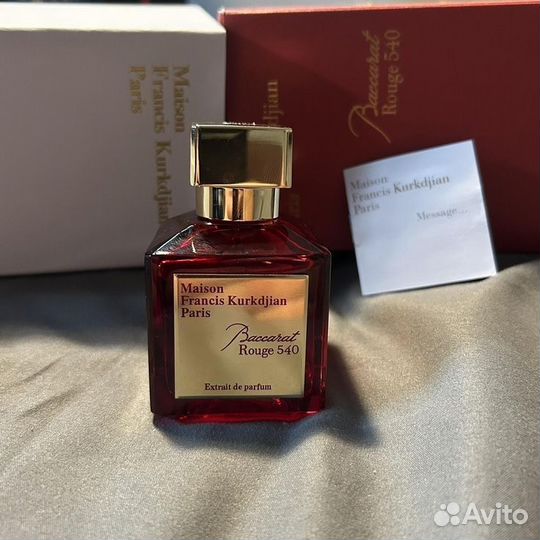 Maison
Francis Kurkdjian
Paris
Baccarat
Rouge 540
Maison
Francis Kurkdjian
Paris
Message...
Maison
Francis Kurkdjian
Paris
Baccarat
Rouge 540
Extrait de parfum
Avito